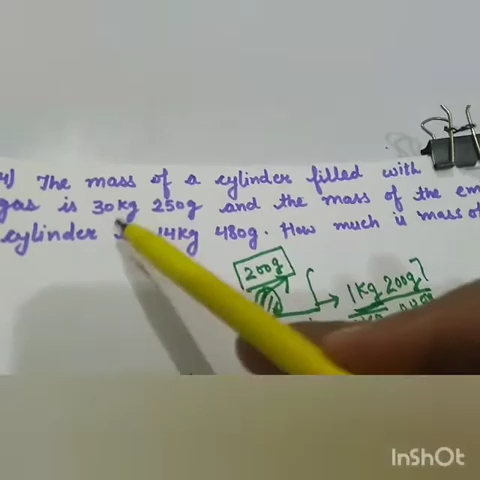 4) The mass of a cylinder filled with
gas is 30kg 250g and the mass of the em
cylinder 14kg 480g. How much is mass of
200g
1kg 200g
InShOt